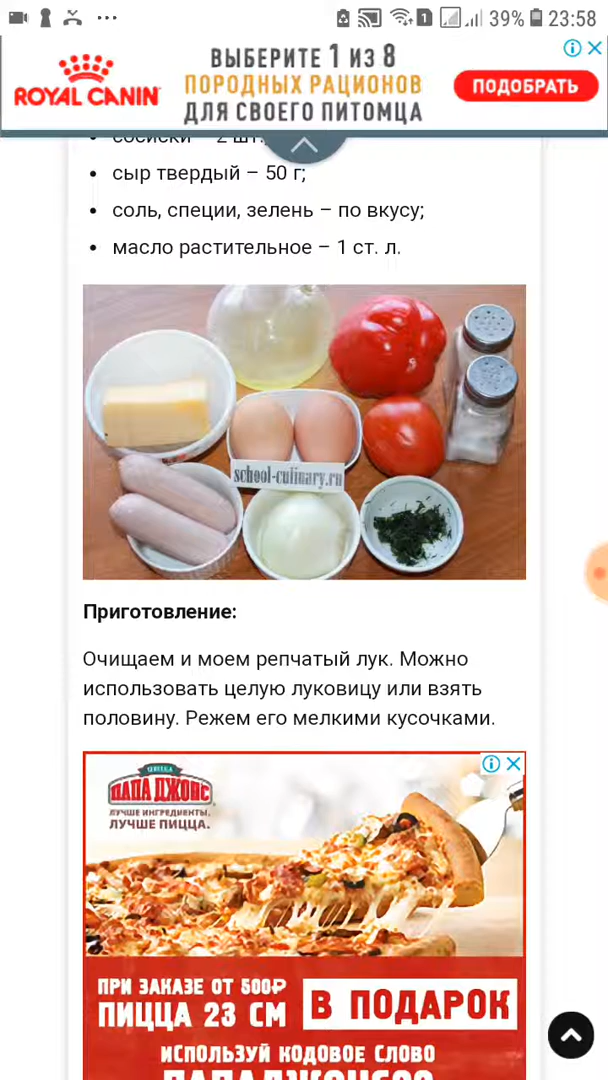 39% 23:58
ROYAL CANIN
ВЫБЕРИТЕ 1 ИЗ 8
ПОРОДНЫХ РАЦИОНОВ
ДЛЯ СВОЕГО ПИТОМЦА
ПОДОБРАТЬ
• сосиски – 2 шт.
• сыр твердый – 50 г;
• соль, специи, зелень – по вкусу;
• масло растительное – 1 ст. л.
school-culinary.ru
Приготовление:
Очищаем и моем репчатый лук. Можно
использовать целую луковицу или взять
половину. Режем его мелкими кусочками.
ПАПА ДЖОНС
ЛУЧШЕ ИНГРЕДИЕНТЫ.
ЛУЧШЕ ПИЦЦА.
ПРИ ЗАКАЗЕ ОТ 500₽
ПИЦЦА 23 СМ
В ПОДАРОК
ИСПОЛЬЗУЙ КОДОВОЕ СЛОВО